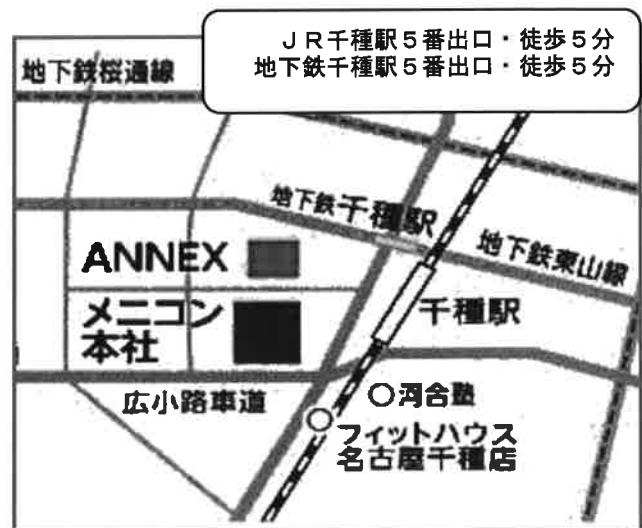 JR千種駅5番出口・徒歩5分
地下鉄千種駅5番出口・徒歩5分
地下鉄桜通線
地下鉄千種駅
地下鉄東山線
ANNEX
千種駅
メニコン
本社
広小路車道
河合塾
フィットハウス
名古屋千種店